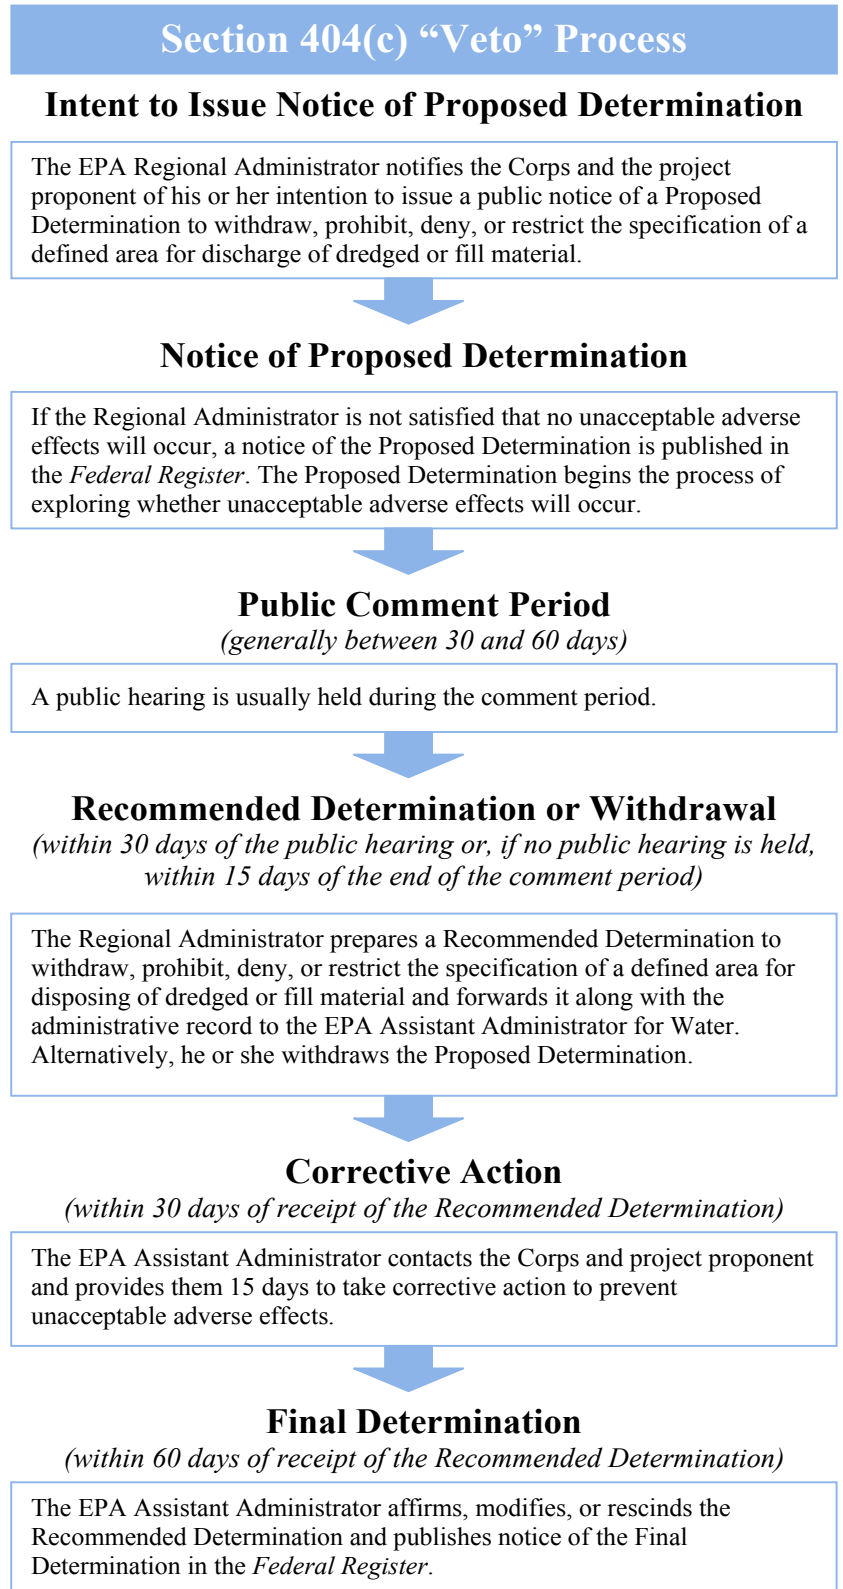 Section 404(c) “Veto” Process
Intent to Issue Notice of Proposed Determination
The EPA Regional Administrator notifies the Corps and the project
proponent of his or her intention to issue a public notice of a Proposed
Determination to withdraw, prohibit, deny, or restrict the specification of a
defined area for discharge of dredged or fill material.
Notice of Proposed Determination
If the Regional Administrator is not satisfied that no unacceptable adverse
effects will occur, a notice of the Proposed Determination is published in
the Federal Register. The Proposed Determination begins the process of
exploring whether unacceptable adverse effects will occur.
Public Comment Period
(generally between 30 and 60 days)
A public hearing is usually held during the comment period.
Recommended Determination or Withdrawal
(within 30 days of the public hearing or, if no public hearing is held,
within 15 days of the end of the comment period)
The Regional Administrator prepares a Recommended Determination to
withdraw, prohibit, deny, or restrict the specification of a defined area for
disposing of dredged or fill material and forwards it along with the
administrative record to the EPA Assistant Administrator for Water.
Alternatively, he or she withdraws the Proposed Determination.
Corrective Action
(within 30 days of receipt of the Recommended Determination)
The EPA Assistant Administrator contacts the Corps and project proponent
and provides them 15 days to take corrective action to prevent
unacceptable adverse effects.
Final Determination
(within 60 days of receipt of the Recommended Determination)
The EPA Assistant Administrator affirms, modifies, or rescinds the
Recommended Determination and publishes notice of the Final
Determination in the Federal Register.